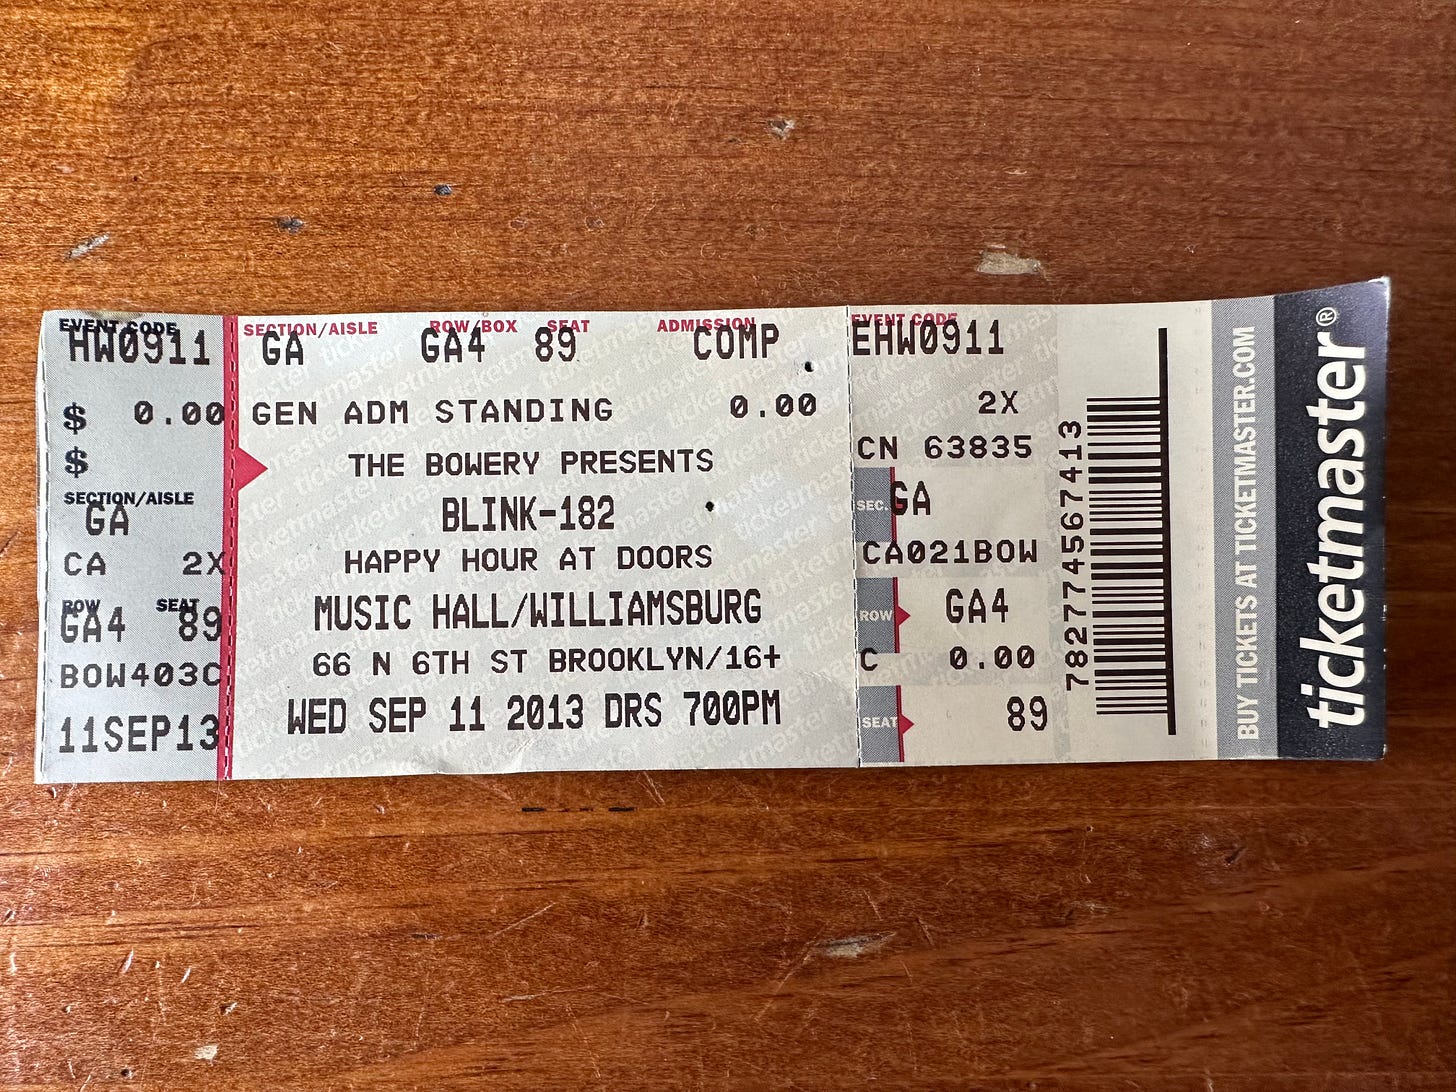 EVENT CODE
HW0911
$ 0.00
$
SECTION/AISLE
GA
CA 2X
ROW SEAT
GA4 89
BOW403C
11SEP13
SECTION/AISLE ROW/BOX SEAT ADMISSION
GA GA4 89 COMP
GEN ADM STANDING 0.00
THE BOWERY PRESENTS
BLINK-182
HAPPY HOUR AT DOORS
MUSIC HALL/WILLIAMSBURG
66 N 6TH ST BROOKLYN/16+
WED SEP 11 2013 DRS 700PM
EVENT CODE
EHW0911
2X
CN 63835
SEC. GA
CA021BOW
ROW GA4
C 0.00
SEAT 89
782774567413
BUY TICKETS AT TICKETMASTER.COM
ticketmaster®